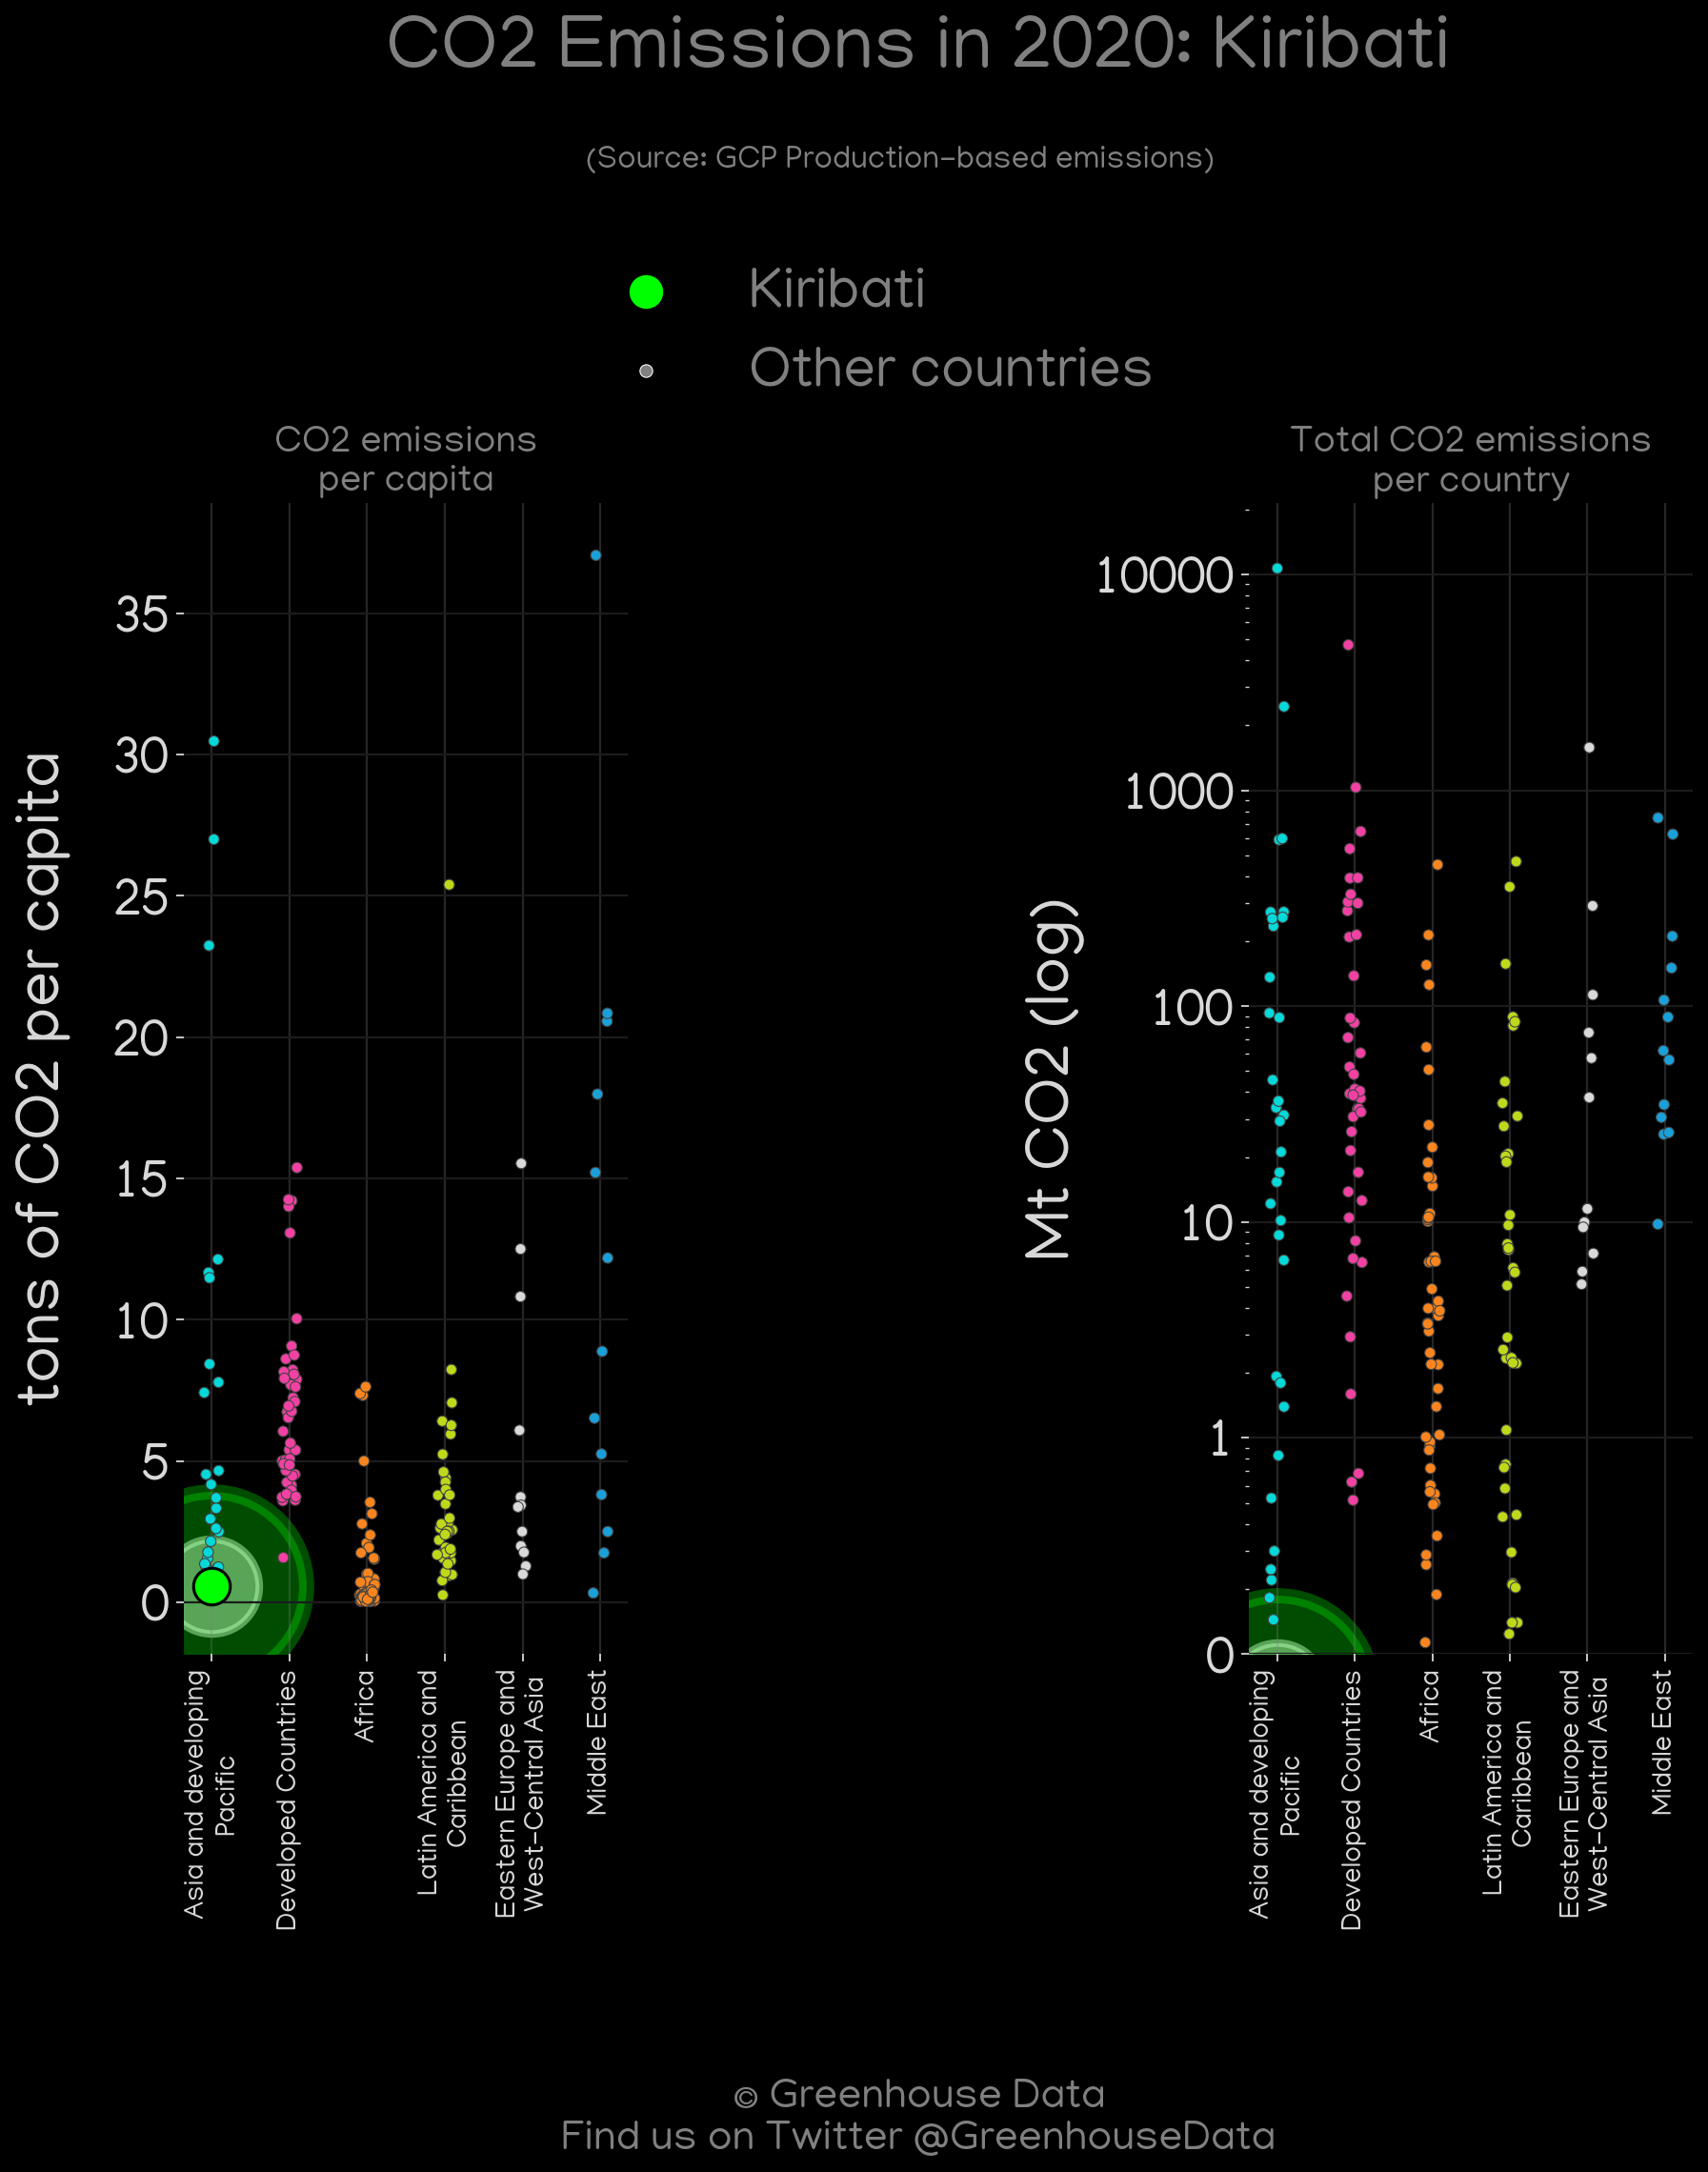 CO2 Emissions in 2020: Kiribati
(Source: GCP Production-based emissions)
Kiribati
Other countries
CO2 emissions
per capita
tons of CO2 per capita
35
30
25
20
15
10
5
0
Asia and developing
Pacific
Developed Countries
Africa
Latin America and
Caribbean
Eastern Europe and
West-Central Asia
Middle East
Total CO2 emissions
per country
Mt CO2 (log)
10000
1000
100
10
1
0
Asia and developing
Pacific
Developed Countries
Africa
Latin America and
Caribbean
Eastern Europe and
West-Central Asia
Middle East
© Greenhouse Data
Find us on Twitter @GreenhouseData